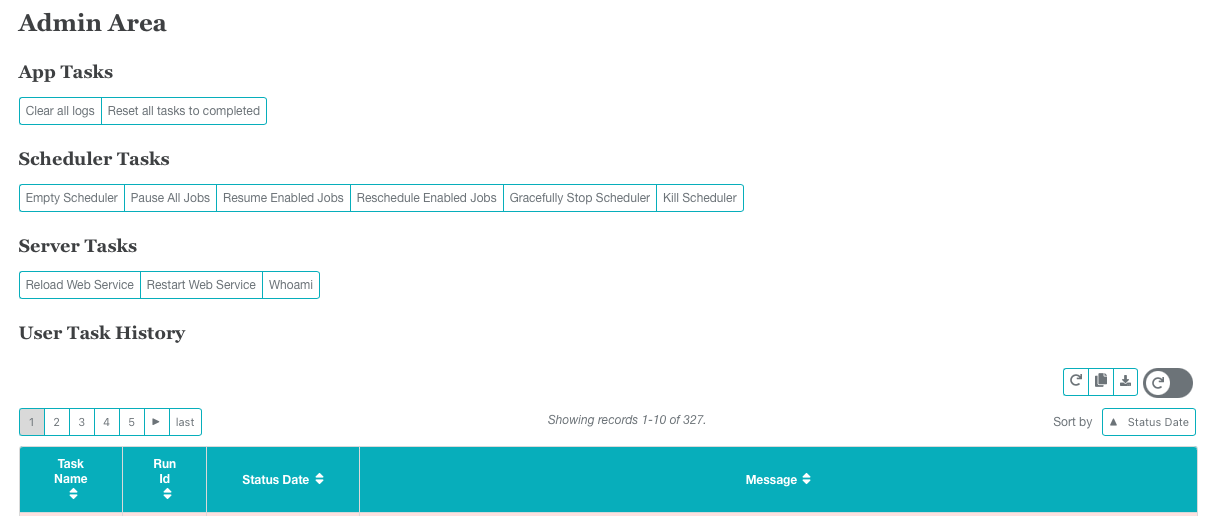 Admin Area
App Tasks
Clear all logs Reset all tasks to completed
Scheduler Tasks
Empty Scheduler Pause All Jobs Resume Enabled Jobs Reschedule Enabled Jobs Gracefully Stop Scheduler Kill Scheduler
Server Tasks
Reload Web Service Restart Web Service Whoami
User Task History
1 2 3 4 5 ► last Showing records 1-10 of 327. Sort by ▲ Status Date
Task Name Run Id Status Date Message